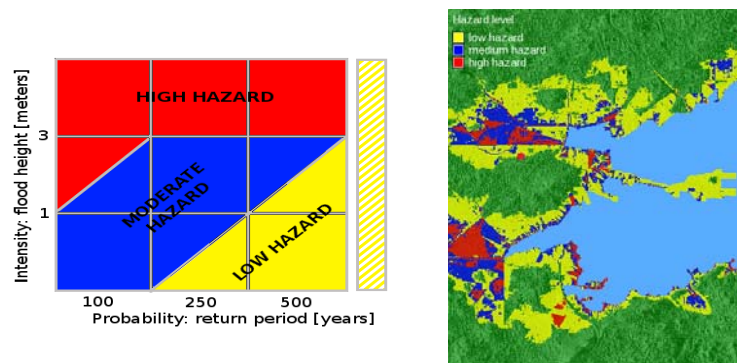 HIGH HAZARD
MODERATE
HAZARD
LOW HAZARD
3
1
Intensity: flood height [meters]
100 250 500
Probability: return period [years]
Hazard level
low hazard
medium hazard
high hazard